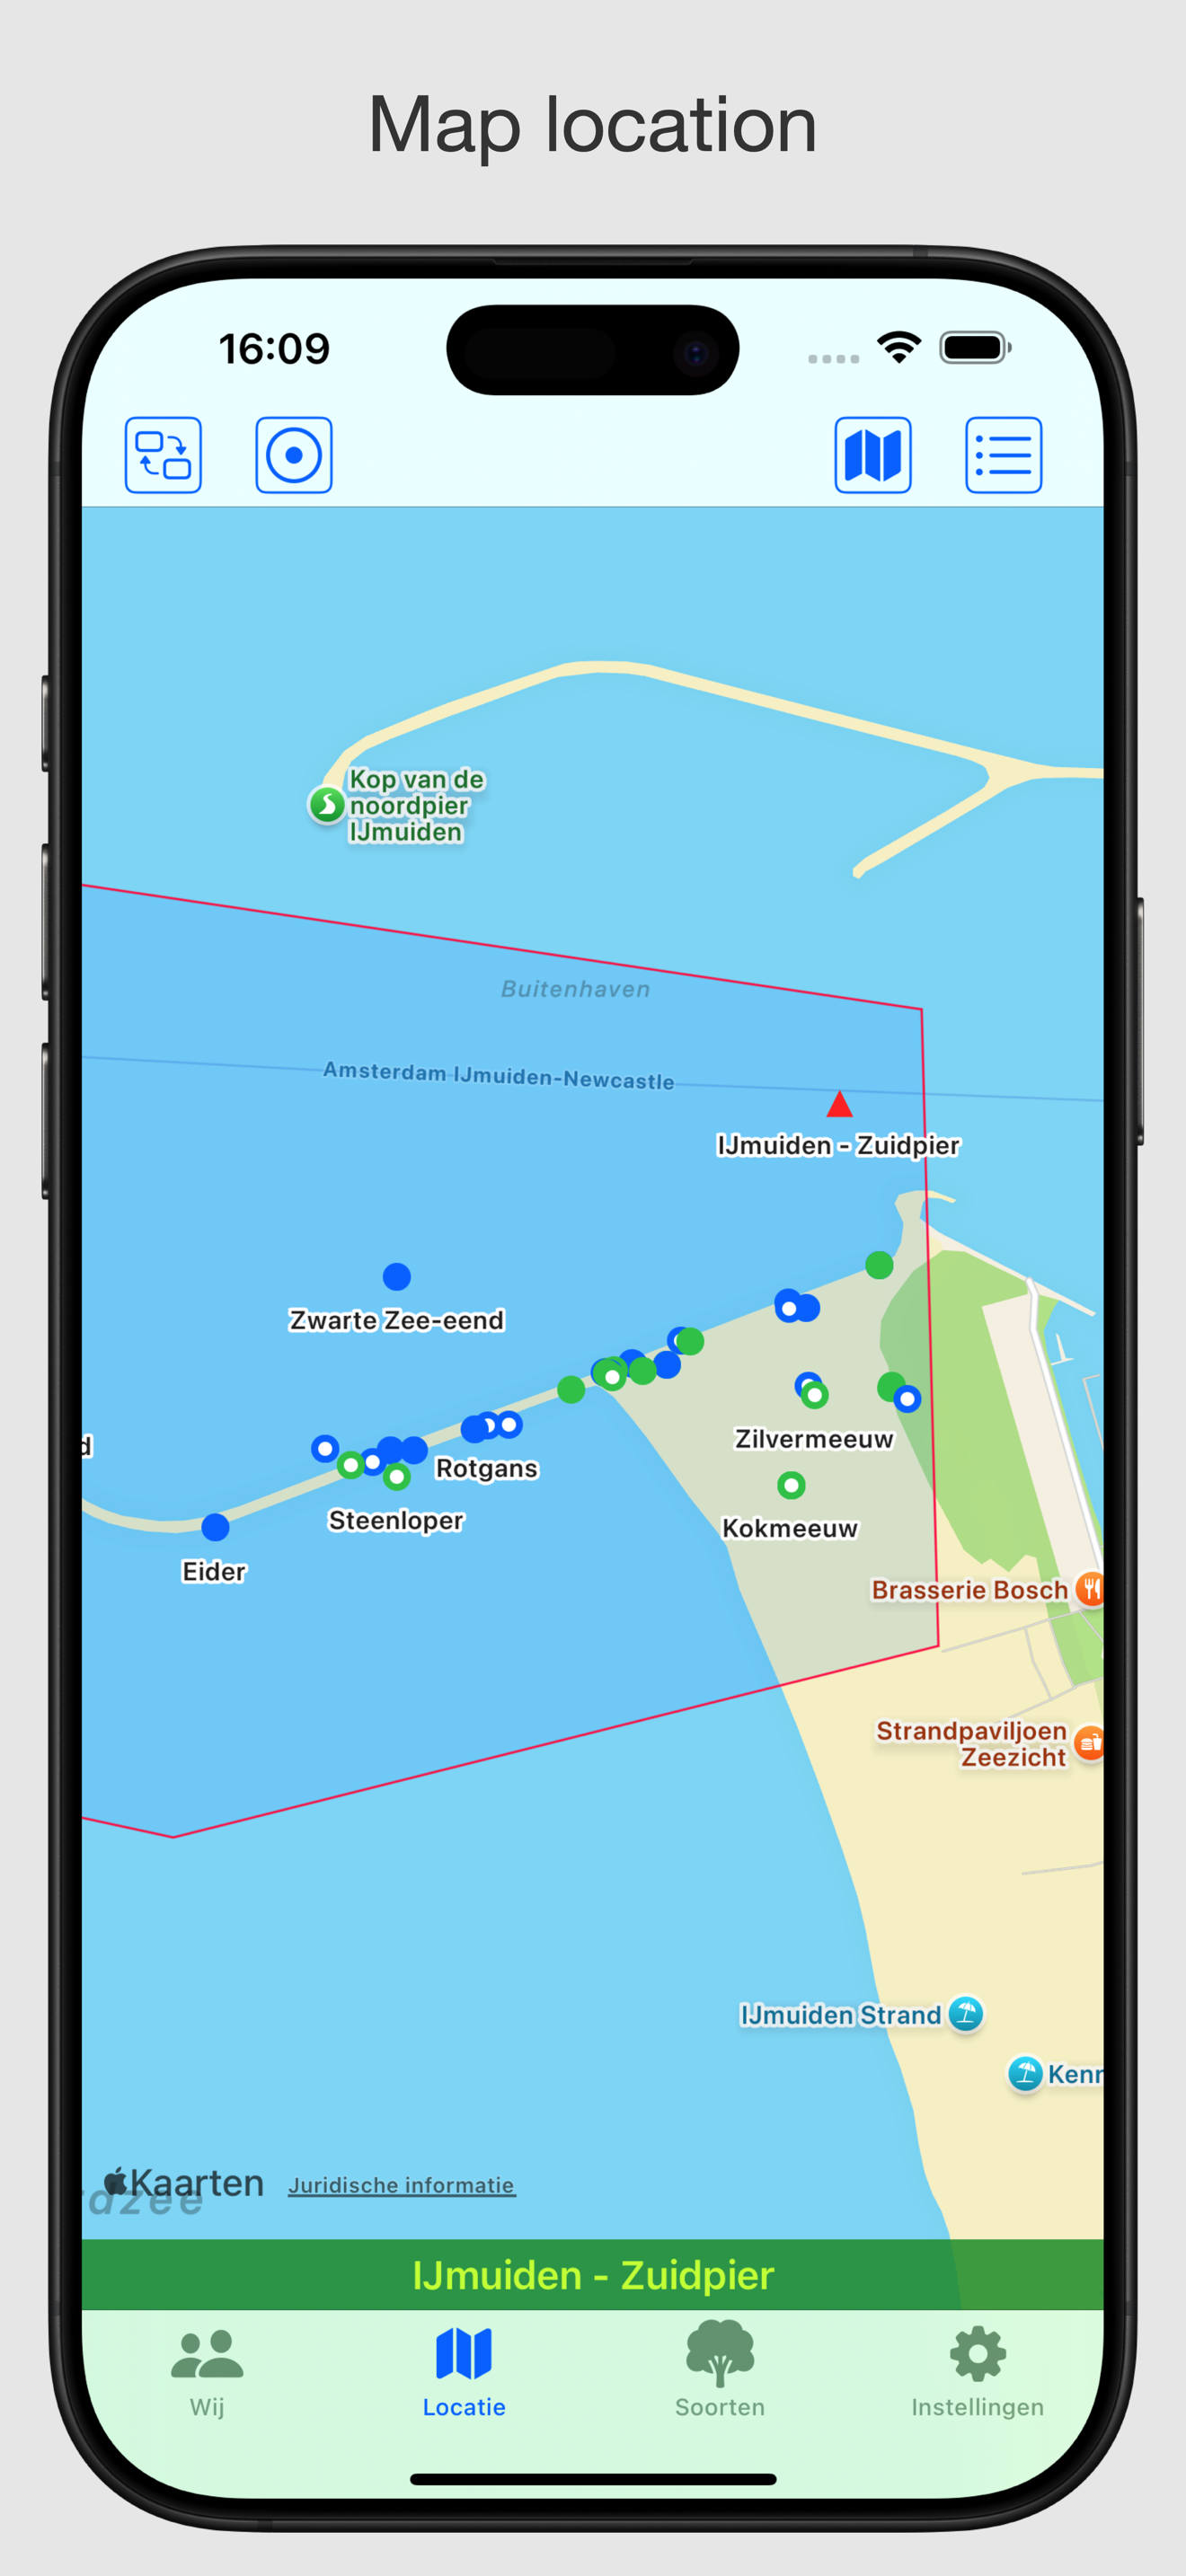 Map location
16:09
Kop van de
noordpier
IJmuiden
Buitenhaven
Amsterdam IJmuiden-Newcastle
IJmuiden - Zuidpier
Zwarte Zee-eend
d
Zilvermeeuw
Rotgans
Steenloper
Kokmeeuw
Eider
Brasserie Bosch
Strandpaviljoen
Zeezicht
IJmuiden Strand
Kenn
Kaarten
Juridische informatie
dzee
IJmuiden - Zuidpier
Wij
Locatie
Soorten
Instellingen